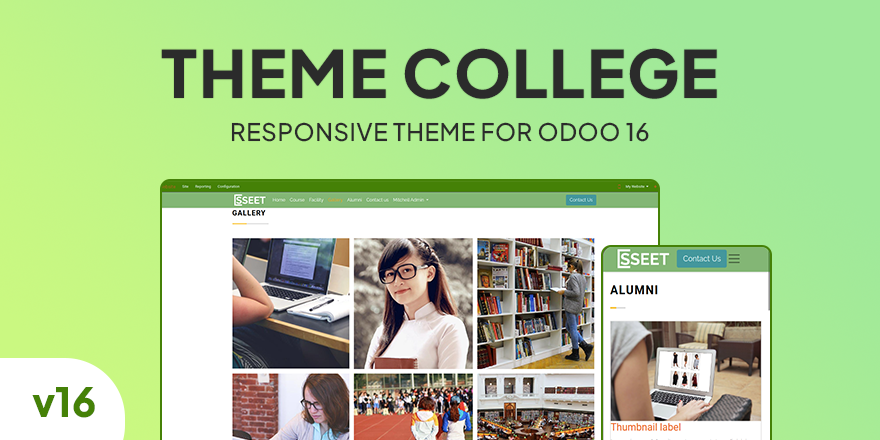 THEME COLLEGE
RESPONSIVE THEME FOR ODOO 16
Site Reporting Configuration My Website
SSEET Home Course Facility Alumni Contact us Mitchell Admin Contact Us
GALLERY
SSEET Contact Us
ALUMNI
Thumbnail label
v16